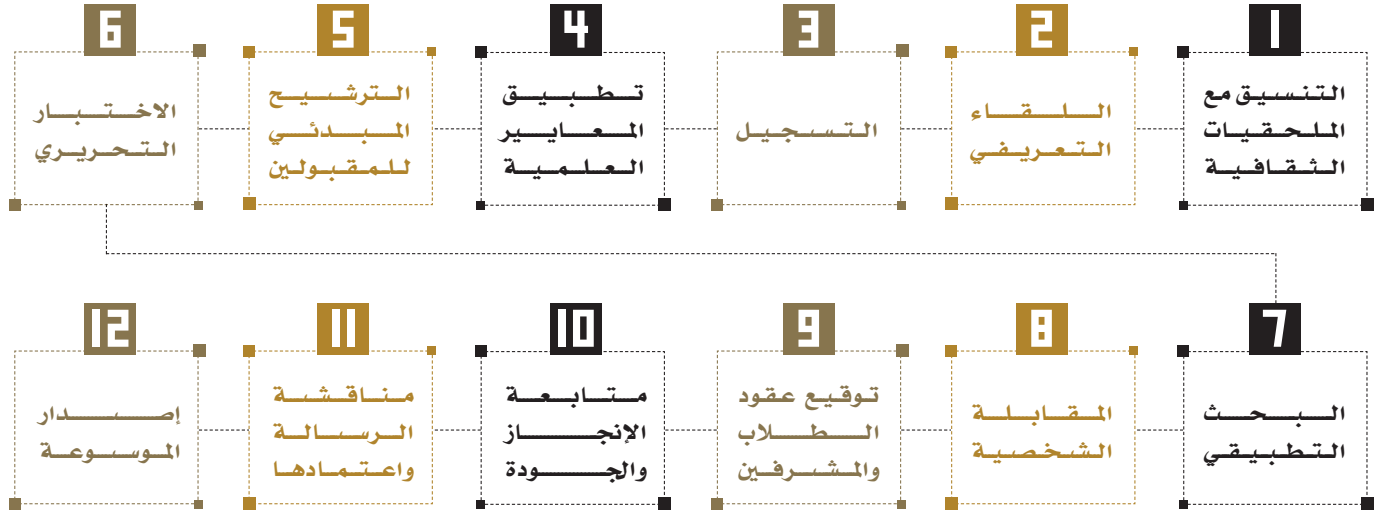 1
التنسيق مع
الملحقيات
الثقافية
2
اللقاء
التعريفي
3
التسجيل
4
تطبيق
المعايير
العلمية
5
الترشيح
المبدئي
للمقبولين
6
الاختبار
التحريري
7
البحث
التطبيقي
8
المقابلة
الشخصية
9
توقيع عقود
الطلاب
والمشرفين
10
متابعة
الإنجاز
والجودة
11
مناقشة
الرسالة
واعتمادها
12
إصدار
الموسوعة